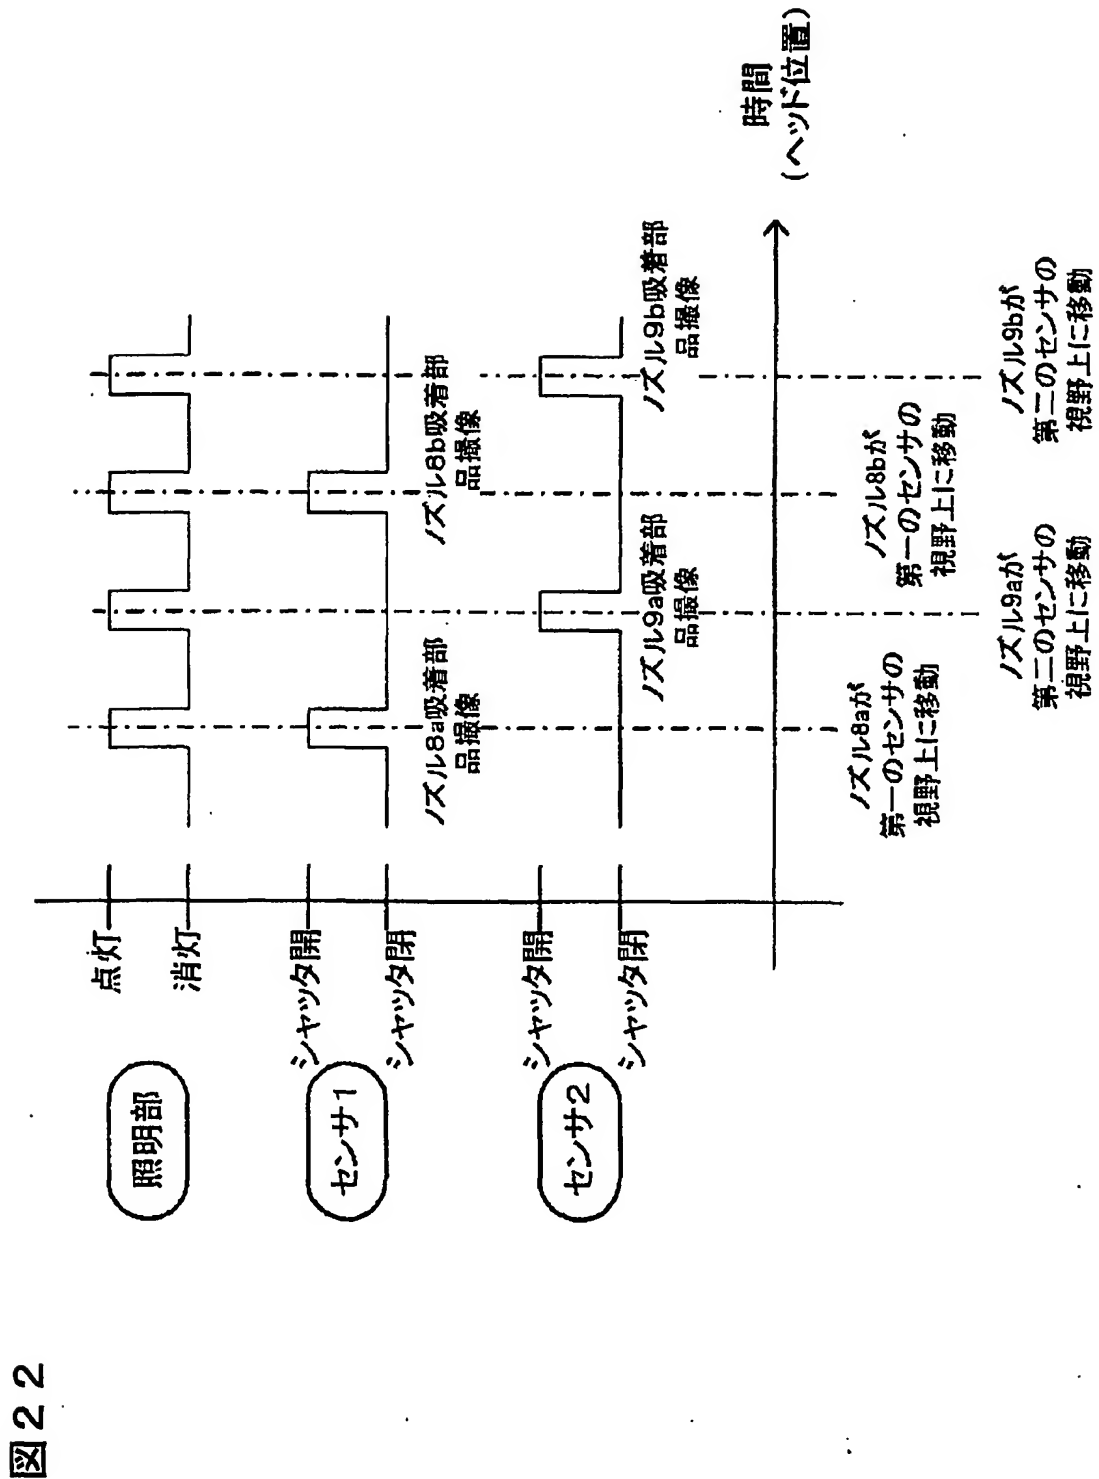 図22
照明部
点灯
消灯
センサ1
シャッタ開
シャッタ閉
ノズル8a吸着部
品撮像
ノズル8b吸着部
品撮像
センサ2
シャッタ開
シャッタ閉
ノズル9a吸着部
品撮像
ノズル9b吸着部
品撮像
時間
(ヘッド位置)
ノズル8aが
第一のセンサの
視野上に移動
ノズル8bが
第一のセンサの
視野上に移動
ノズル9aが
第二のセンサの
視野上に移動
ノズル9bが
第二のセンサの
視野上に移動